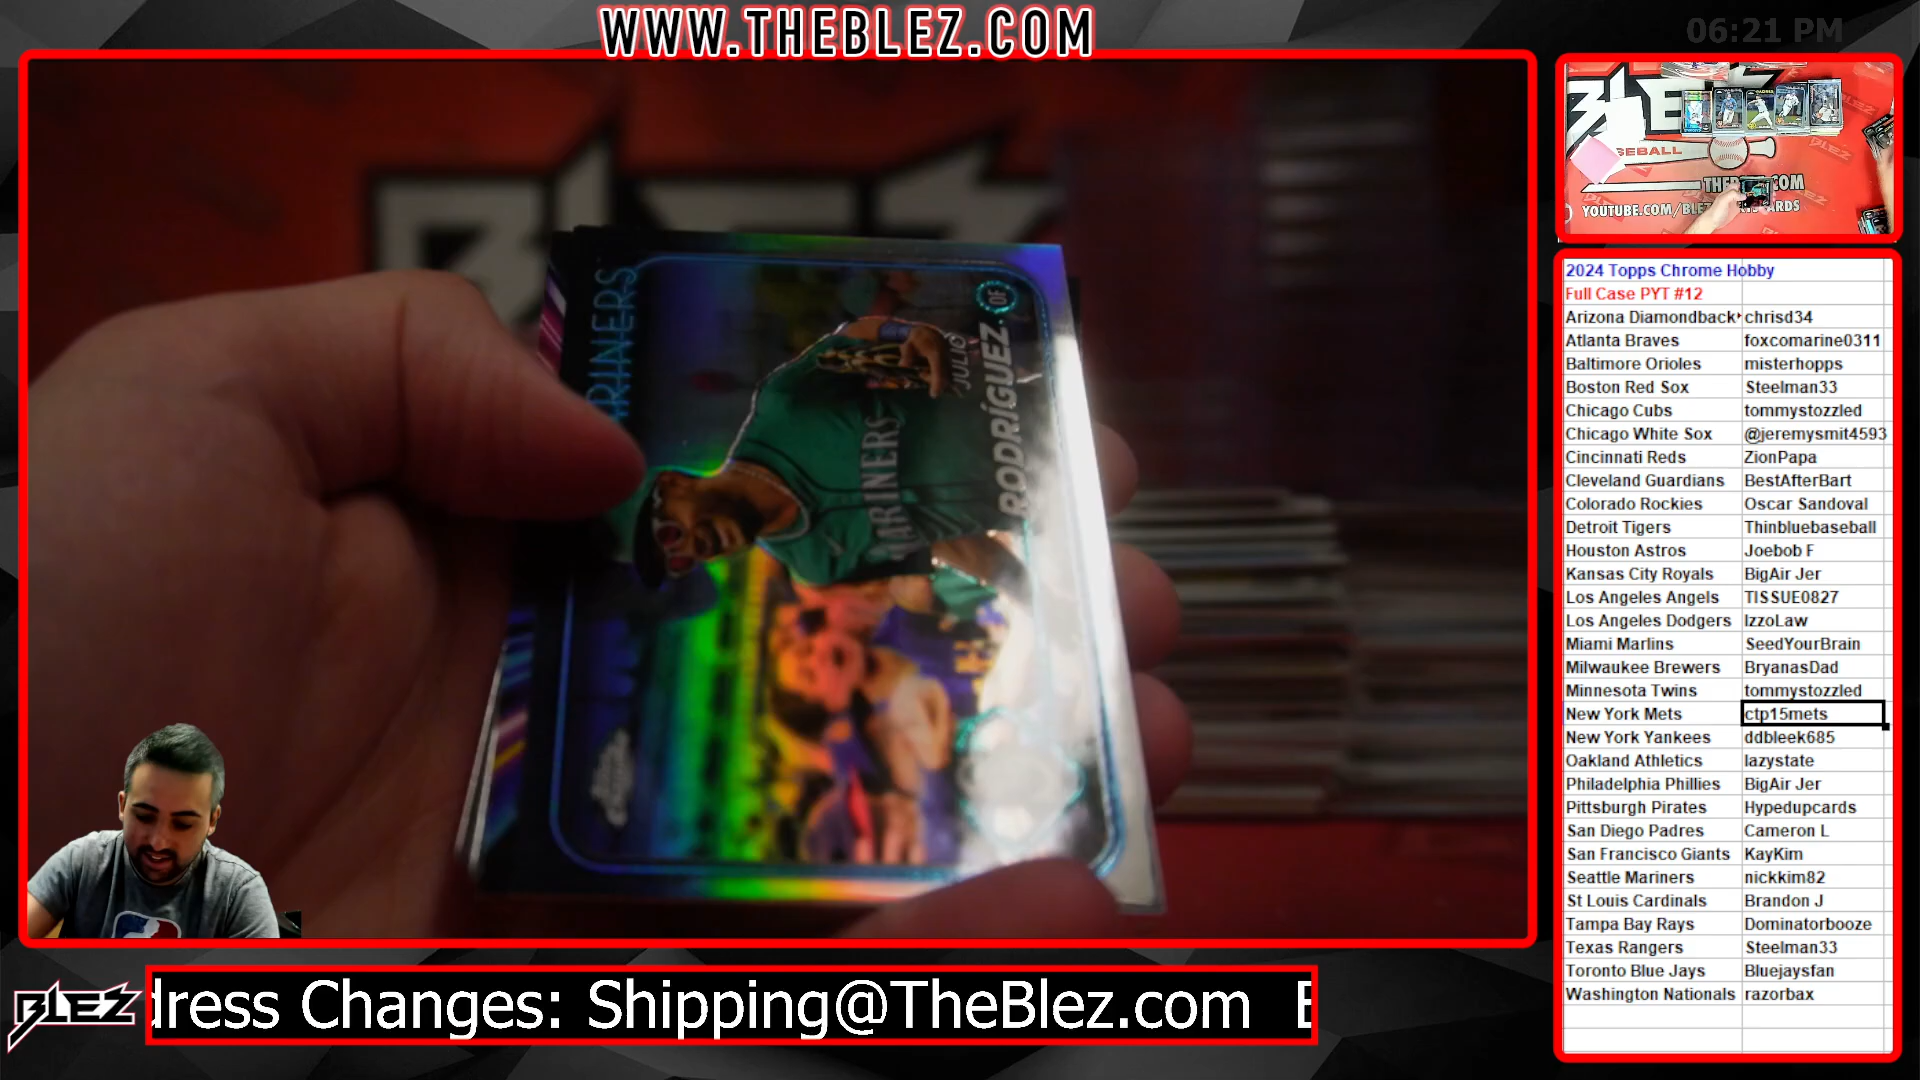 WWW.THEBLEZ.COM
06:21 PM
BLEZ
MARINERS
MARINERS
JULIO
RODRÍGUEZ
OF
BASEBALL
YOUTUBE.COM/BLEZ
2024 Topps Chrome Hobby
Full Case PYT #12
Arizona Diamondback chrisd34
Atlanta Braves foxcomarine0311
Baltimore Orioles misterhopps
Boston Red Sox Steelman33
Chicago Cubs tommystozzled
Chicago White Sox @jeremysmit4593
Cincinnati Reds ZionPapa
Cleveland Guardians BestAfterBart
Colorado Rockies Oscar Sandoval
Detroit Tigers Thinbluebaseball
Houston Astros Joebob F
Kansas City Royals BigAir Jer
Los Angeles Angels TISSUE0827
Los Angeles Dodgers IzzoLaw
Miami Marlins SeedYourBrain
Milwaukee Brewers BryanasDad
Minnesota Twins tommystozzled
New York Mets ctp15mets
New York Yankees ddbleek685
Oakland Athletics lazystate
Philadelphia Phillies BigAir Jer
Pittsburgh Pirates Hypedupcards
San Diego Padres Cameron L
San Francisco Giants KayKim
Seattle Mariners nickkim82
St Louis Cardinals Brandon J
Tampa Bay Rays Dominatorbooze
Texas Rangers Steelman33
Toronto Blue Jays Bluejaysfan
Washington Nationals razorbax
BLEZ
dress Changes: Shipping@TheBlez.com